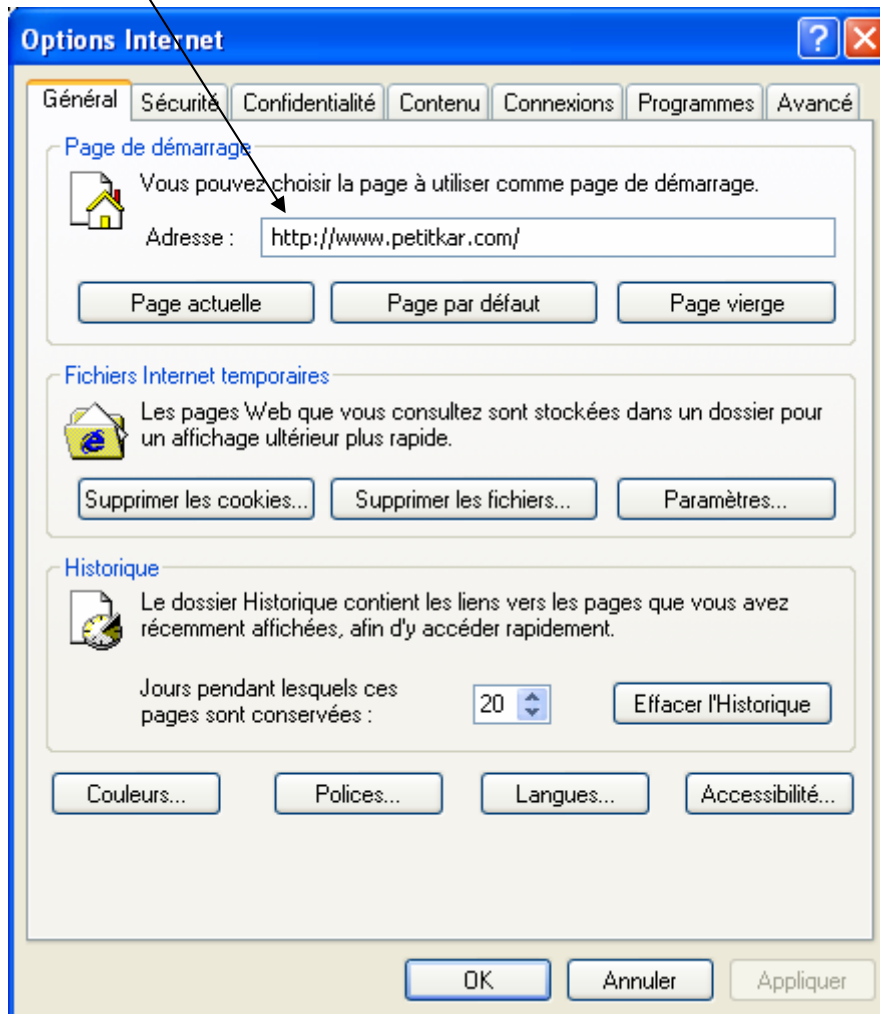 Options Internet
Général Sécurité Confidentialité Contenu Connexions Programmes Avancé
Page de démarrage
Vous pouvez choisir la page à utiliser comme page de démarrage.
Adresse : http://www.petitkar.com/
Page actuelle Page par défaut Page vierge
Fichiers Internet temporaires
Les pages Web que vous consultez sont stockées dans un dossier pour
un affichage ultérieur plus rapide.
Supprimer les cookies... Supprimer les fichiers... Paramètres...
Historique
Le dossier Historique contient les liens vers les pages que vous avez
récemment affichées, afin d'y accéder rapidement.
Jours pendant lesquels ces
pages sont conservées : 20 Effacer l'Historique
Couleurs... Polices... Langues... Accessibilité...
OK Annuler Appliquer